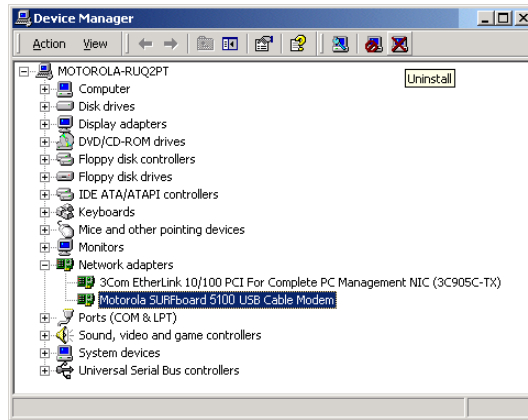 Device Manager
Action View
Uninstall
MOTOROLA-RUQ2PT
Computer
Disk drives
Display adapters
DVD/CD-ROM drives
Floppy disk controllers
Floppy disk drives
IDE ATA/ATAPI controllers
Keyboards
Mice and other pointing devices
Monitors
Network adapters
3Com EtherLink 10/100 PCI For Complete PC Management NIC (3C905C-TX)
Motorola SURFboard 5100 USB Cable Modem
Ports (COM & LPT)
Sound, video and game controllers
System devices
Universal Serial Bus controllers